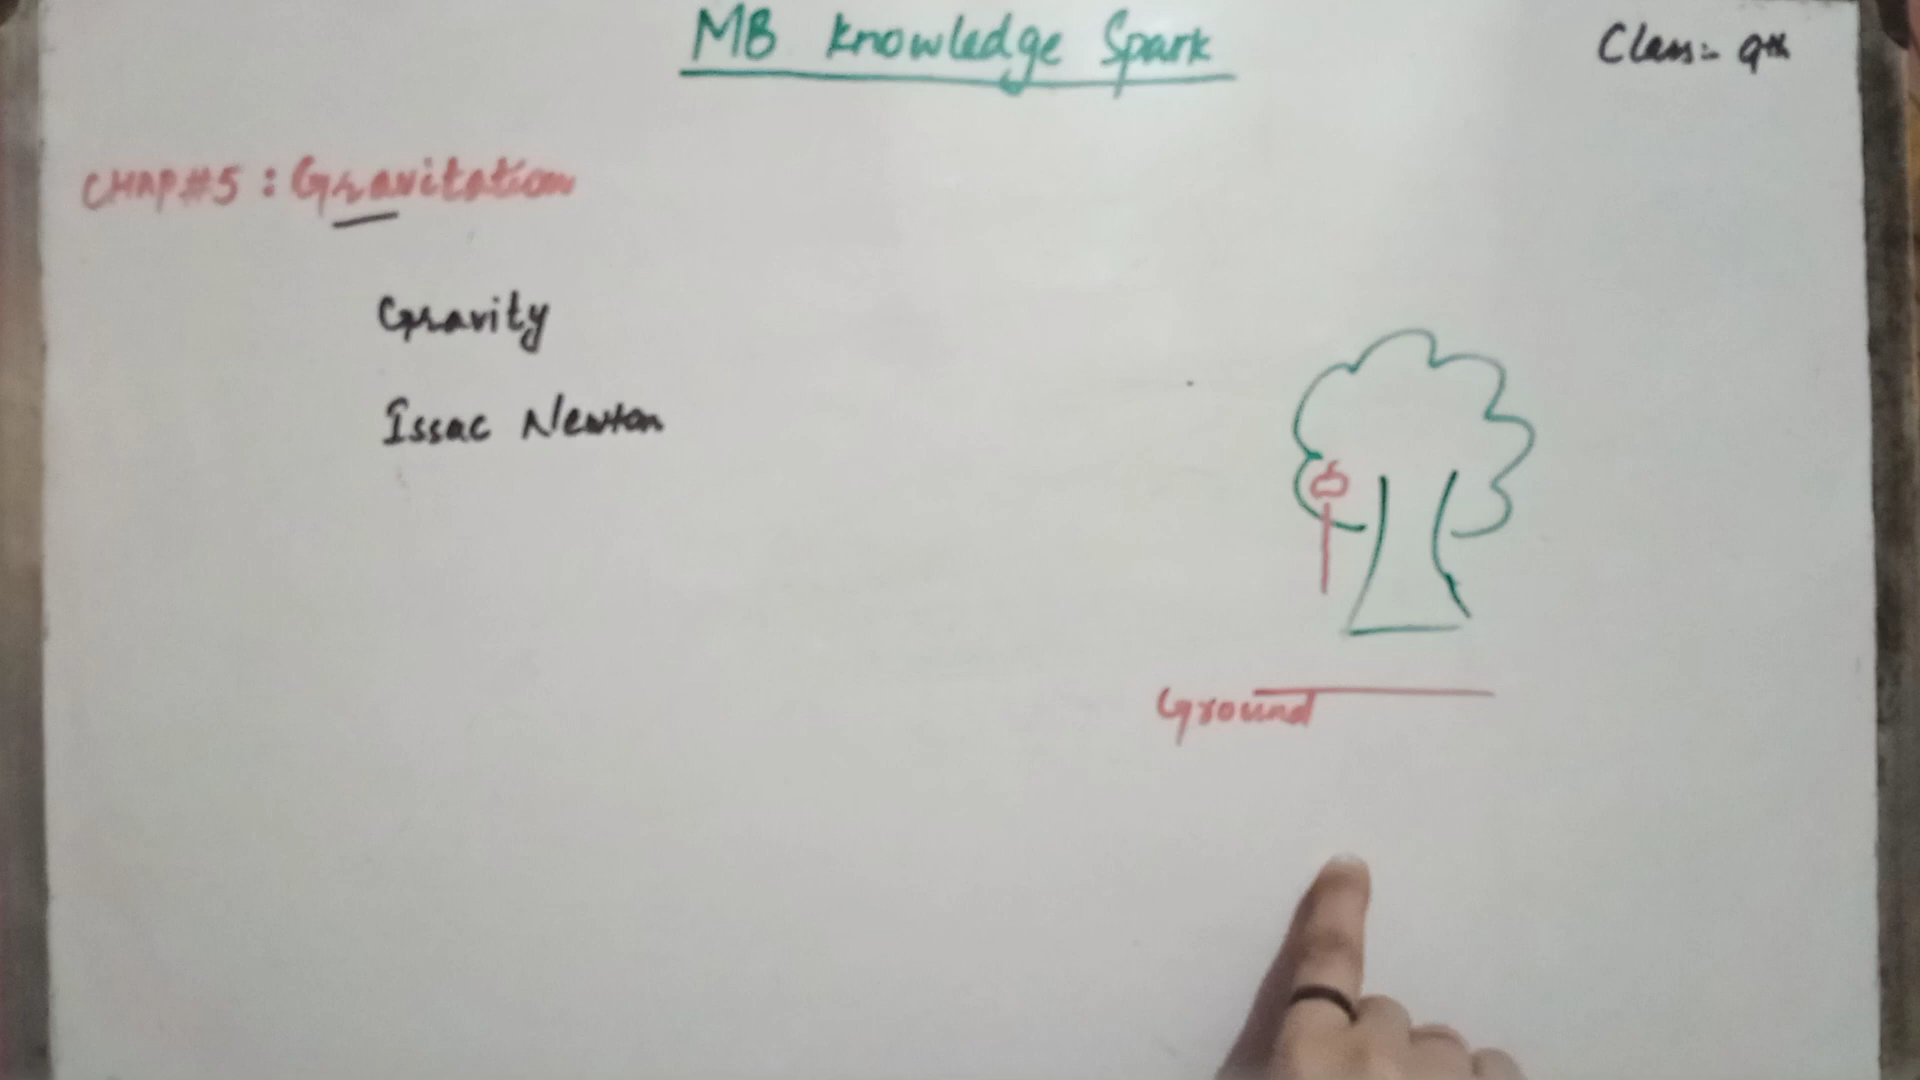 MB Knowledge Spark
Class:- 9th
CHAP#5 : Gravitation
Gravity
Issac Newton
Ground